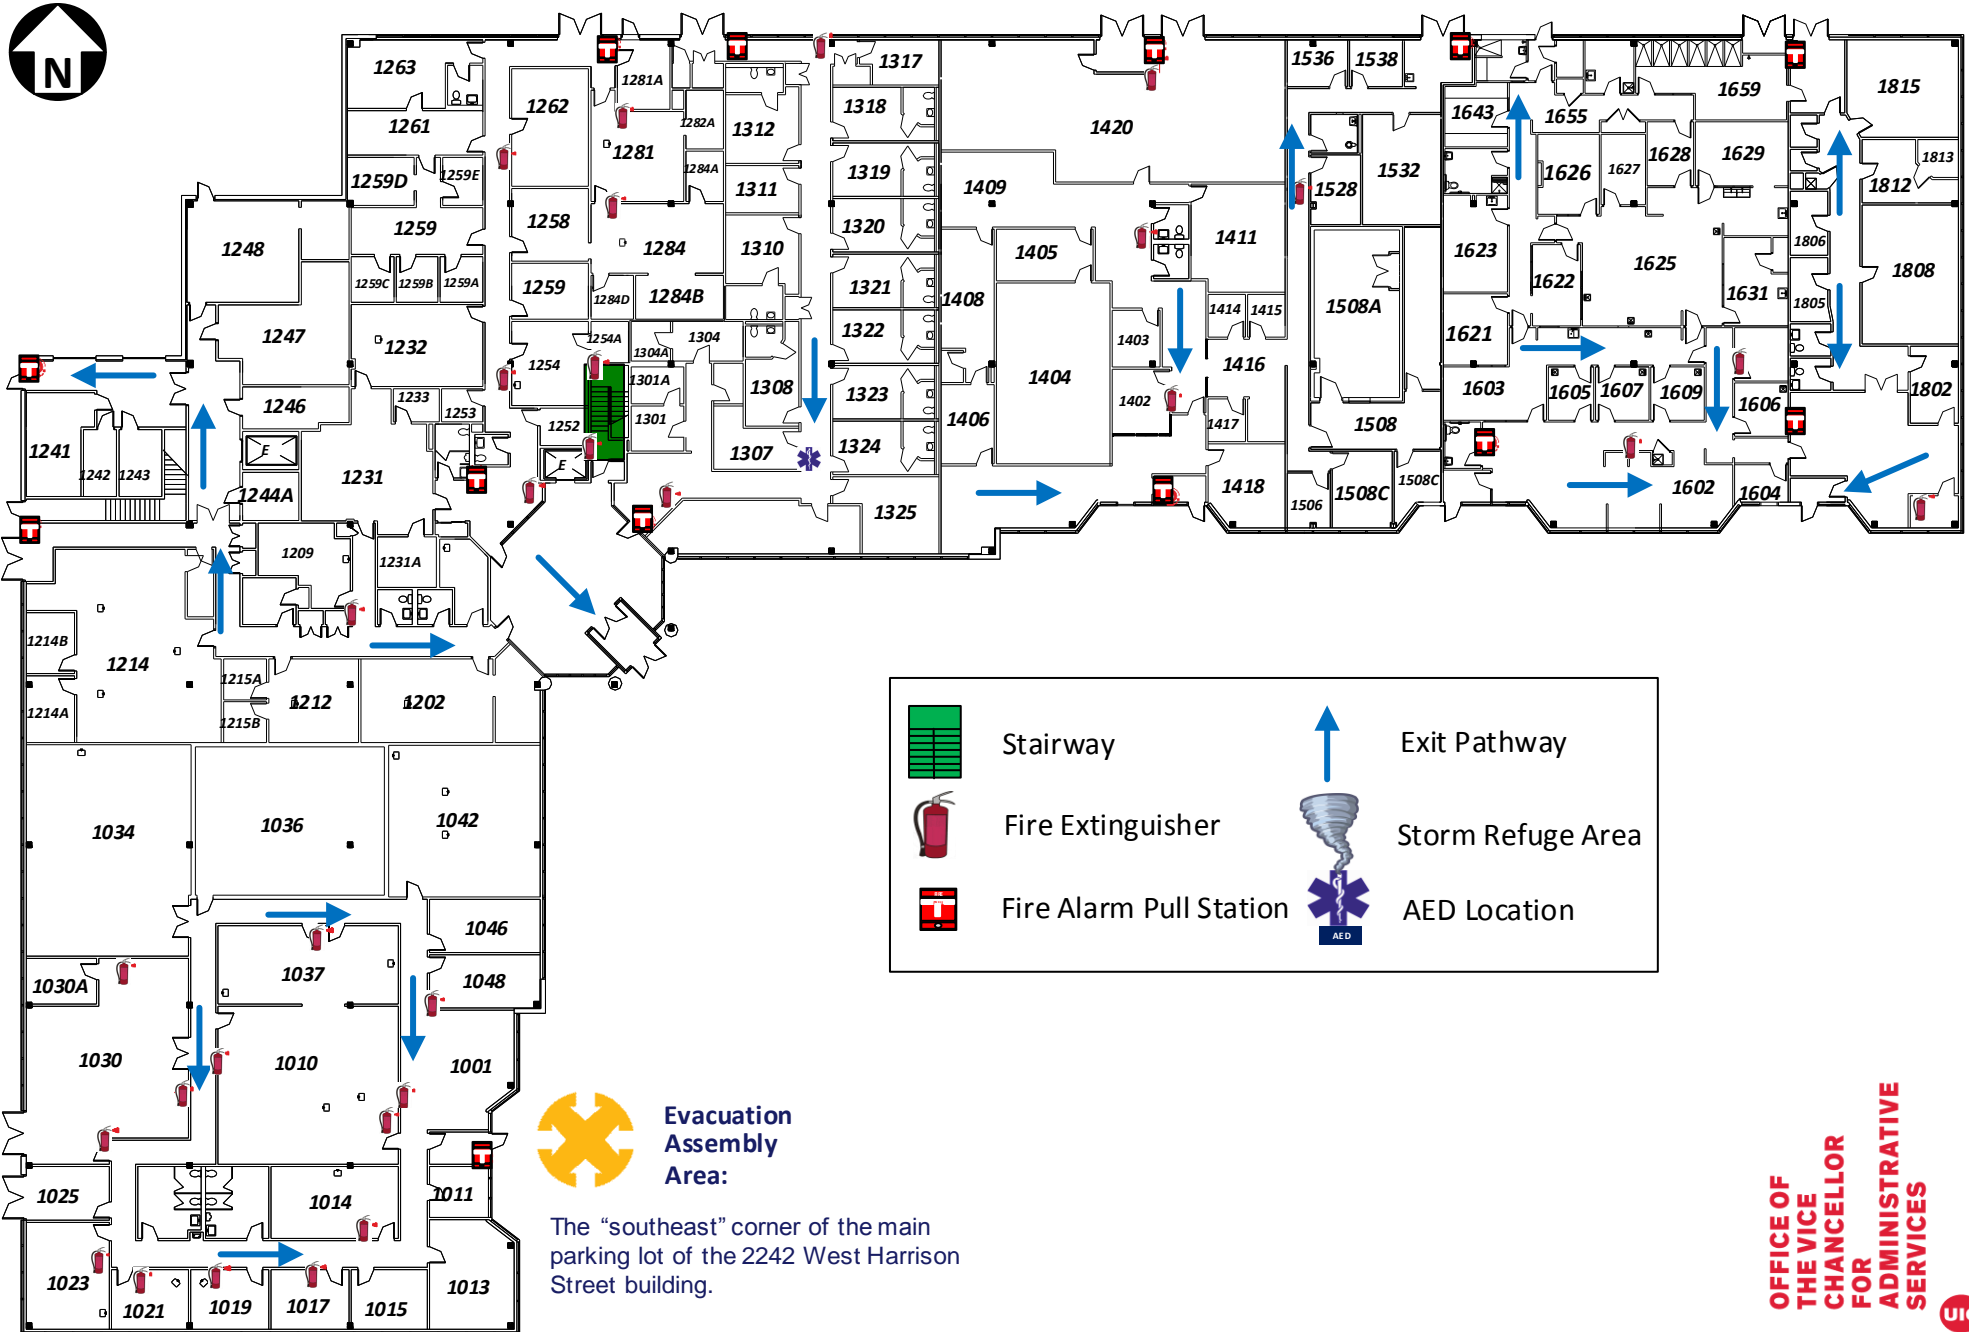 N
1263
1261
1259D
1259E
1259
1259C
1259B
1259A
1248
1247
1232
1246
1233
1253
1241
1242
1243
E
1244A
1231
1209
1231A
1262
1281A
1282A
1281
1284A
1258
1284
1259
1284D
1284B
1254
1254A
1304A
1304
1301A
1301
1252
E
1312
1311
1310
1308
1307
1317
1318
1319
1320
1321
1322
1323
1324
1325
1420
1409
1405
1408
1411
1404
1403
1402
1406
1414
1415
1416
1417
1418
1536
1538
1528
1532
1508A
1508
1506
1508C
1508C
1643
1655
1659
1626
1627
1628
1629
1623
1622
1625
1631
1621
1603
1605
1607
1609
1606
1602
1604
1815
1813
1812
1806
1808
1805
1802
1214B
1214
1214A
1215A
1215B
1212
1202
1034
1036
1042
1046
1037
1048
1030A
1030
1010
1001
1025
1014
1011
1023
1021
1019
1017
1015
1013
Stairway
Exit Pathway
Fire Extinguisher
Storm Refuge Area
Fire Alarm Pull Station
AED Location
AED
Evacuation
Assembly
Area:
The “southeast” corner of the main
parking lot of the 2242 West Harrison
Street building.
OFFICE OF
THE VICE
CHANCELLOR
FOR
ADMINISTRATIVE
SERVICES